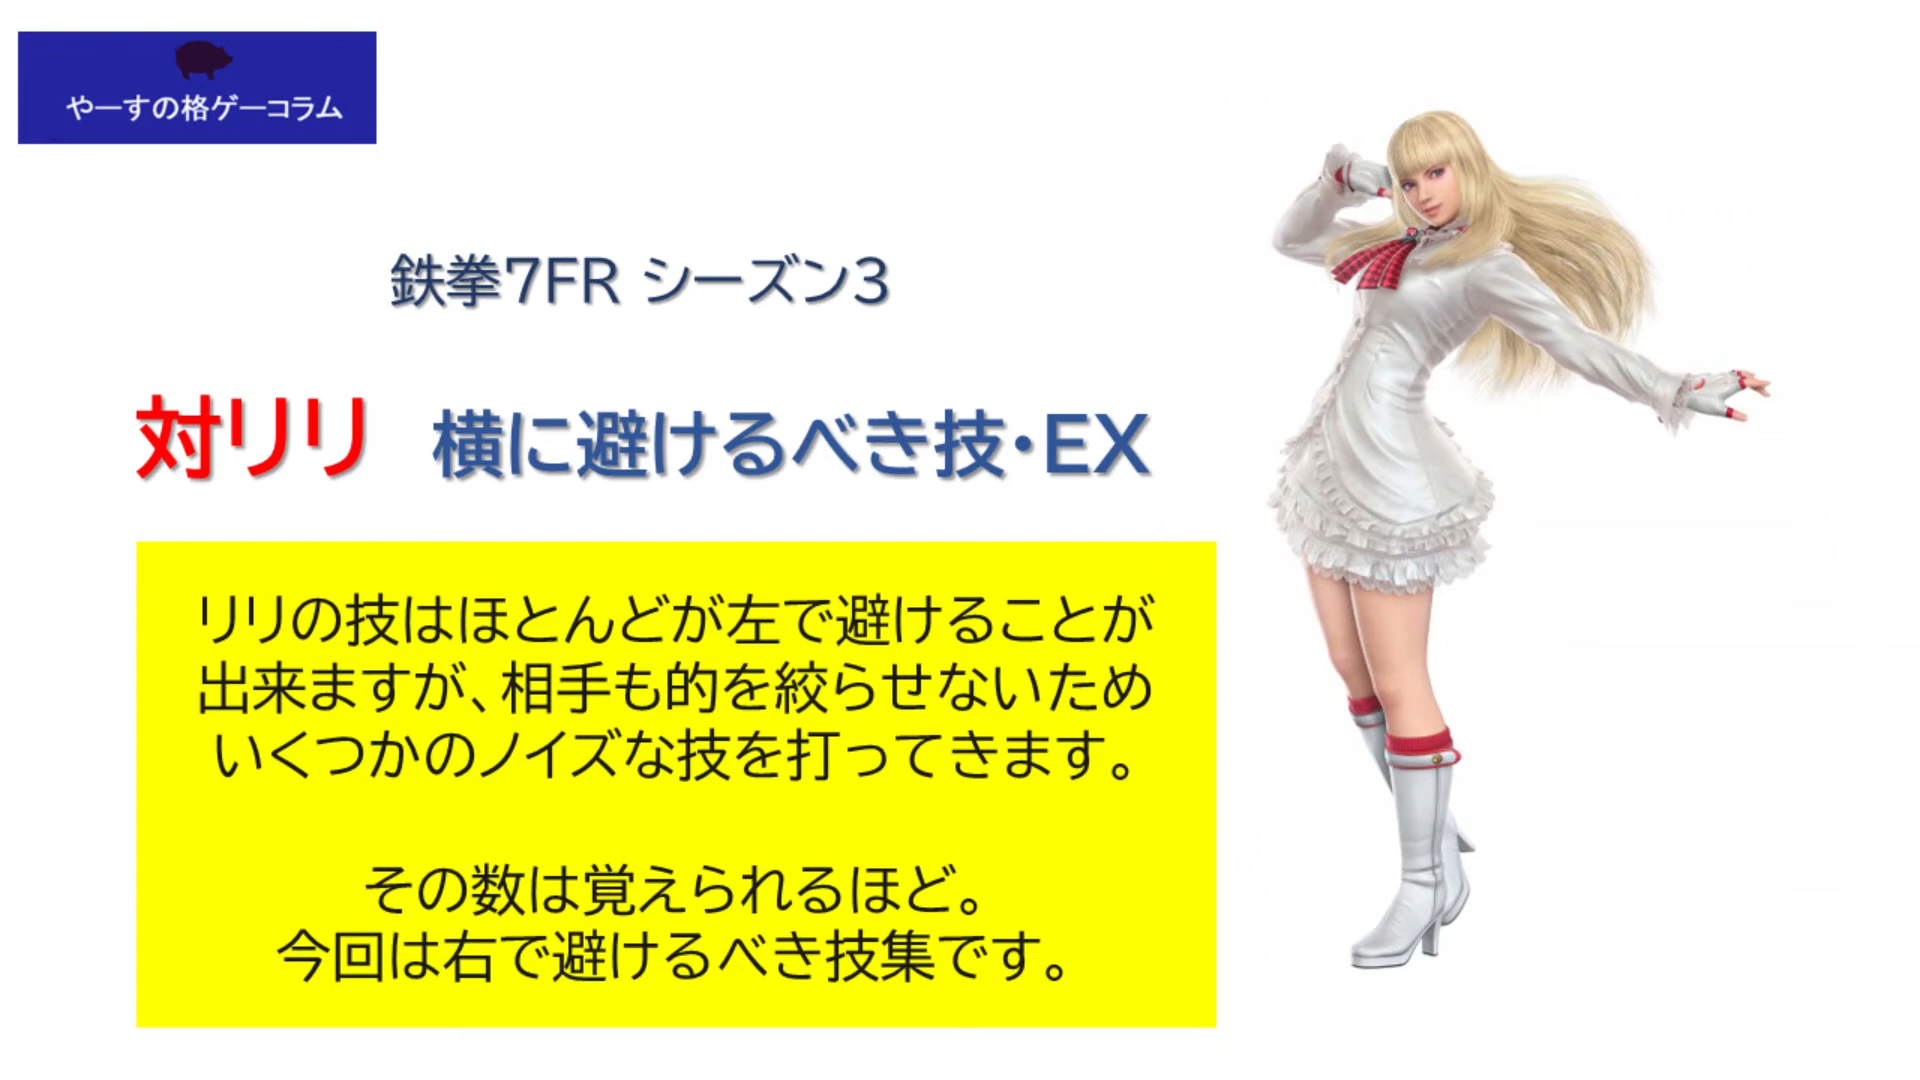 やーすの格ゲーコラム
鉄拳7FR シーズン3
対リリ 横に避けるべき技・EX
リリの技はほとんどが左で避けることが
出来ますが、相手も的を絞らせないため
いくつかのノイズな技を打ってきます。
その数は覚えられるほど。
今回は右で避けるべき技集です。